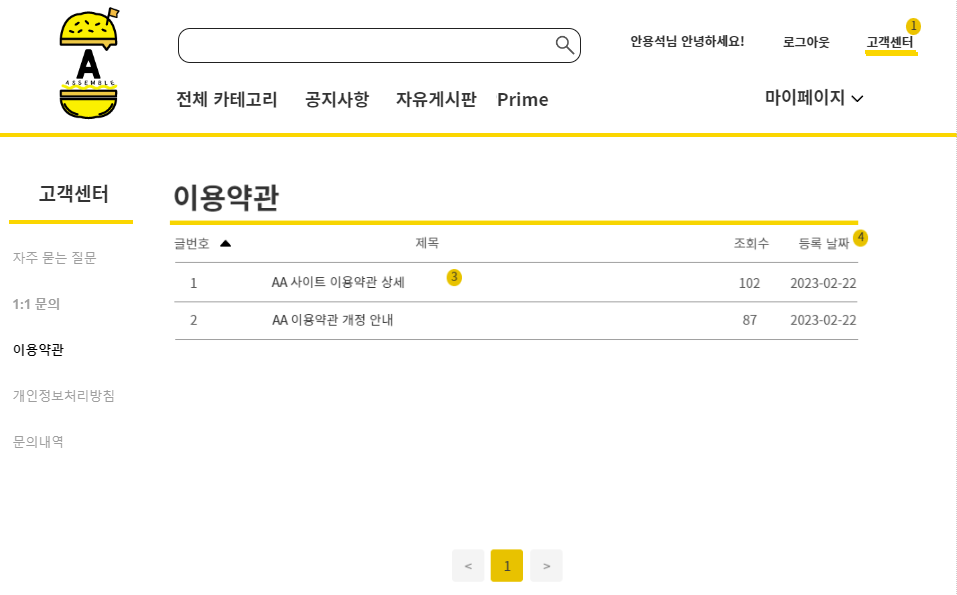 A
ASSEMBLE
안용석님 안녕하세요!
로그아웃
고객센터
1
전체 카테고리
공지사항
자유게시판
Prime
마이페이지
고객센터
자주 묻는 질문
1:1 문의
이용약관
개인정보처리방침
문의내역
이용약관
글번호 ▲ 제목 조회수 등록 날짜 4
1 AA 사이트 이용약관 상세 3 102 2023-02-22
2 AA 이용약관 개정 안내 87 2023-02-22
< 1 >